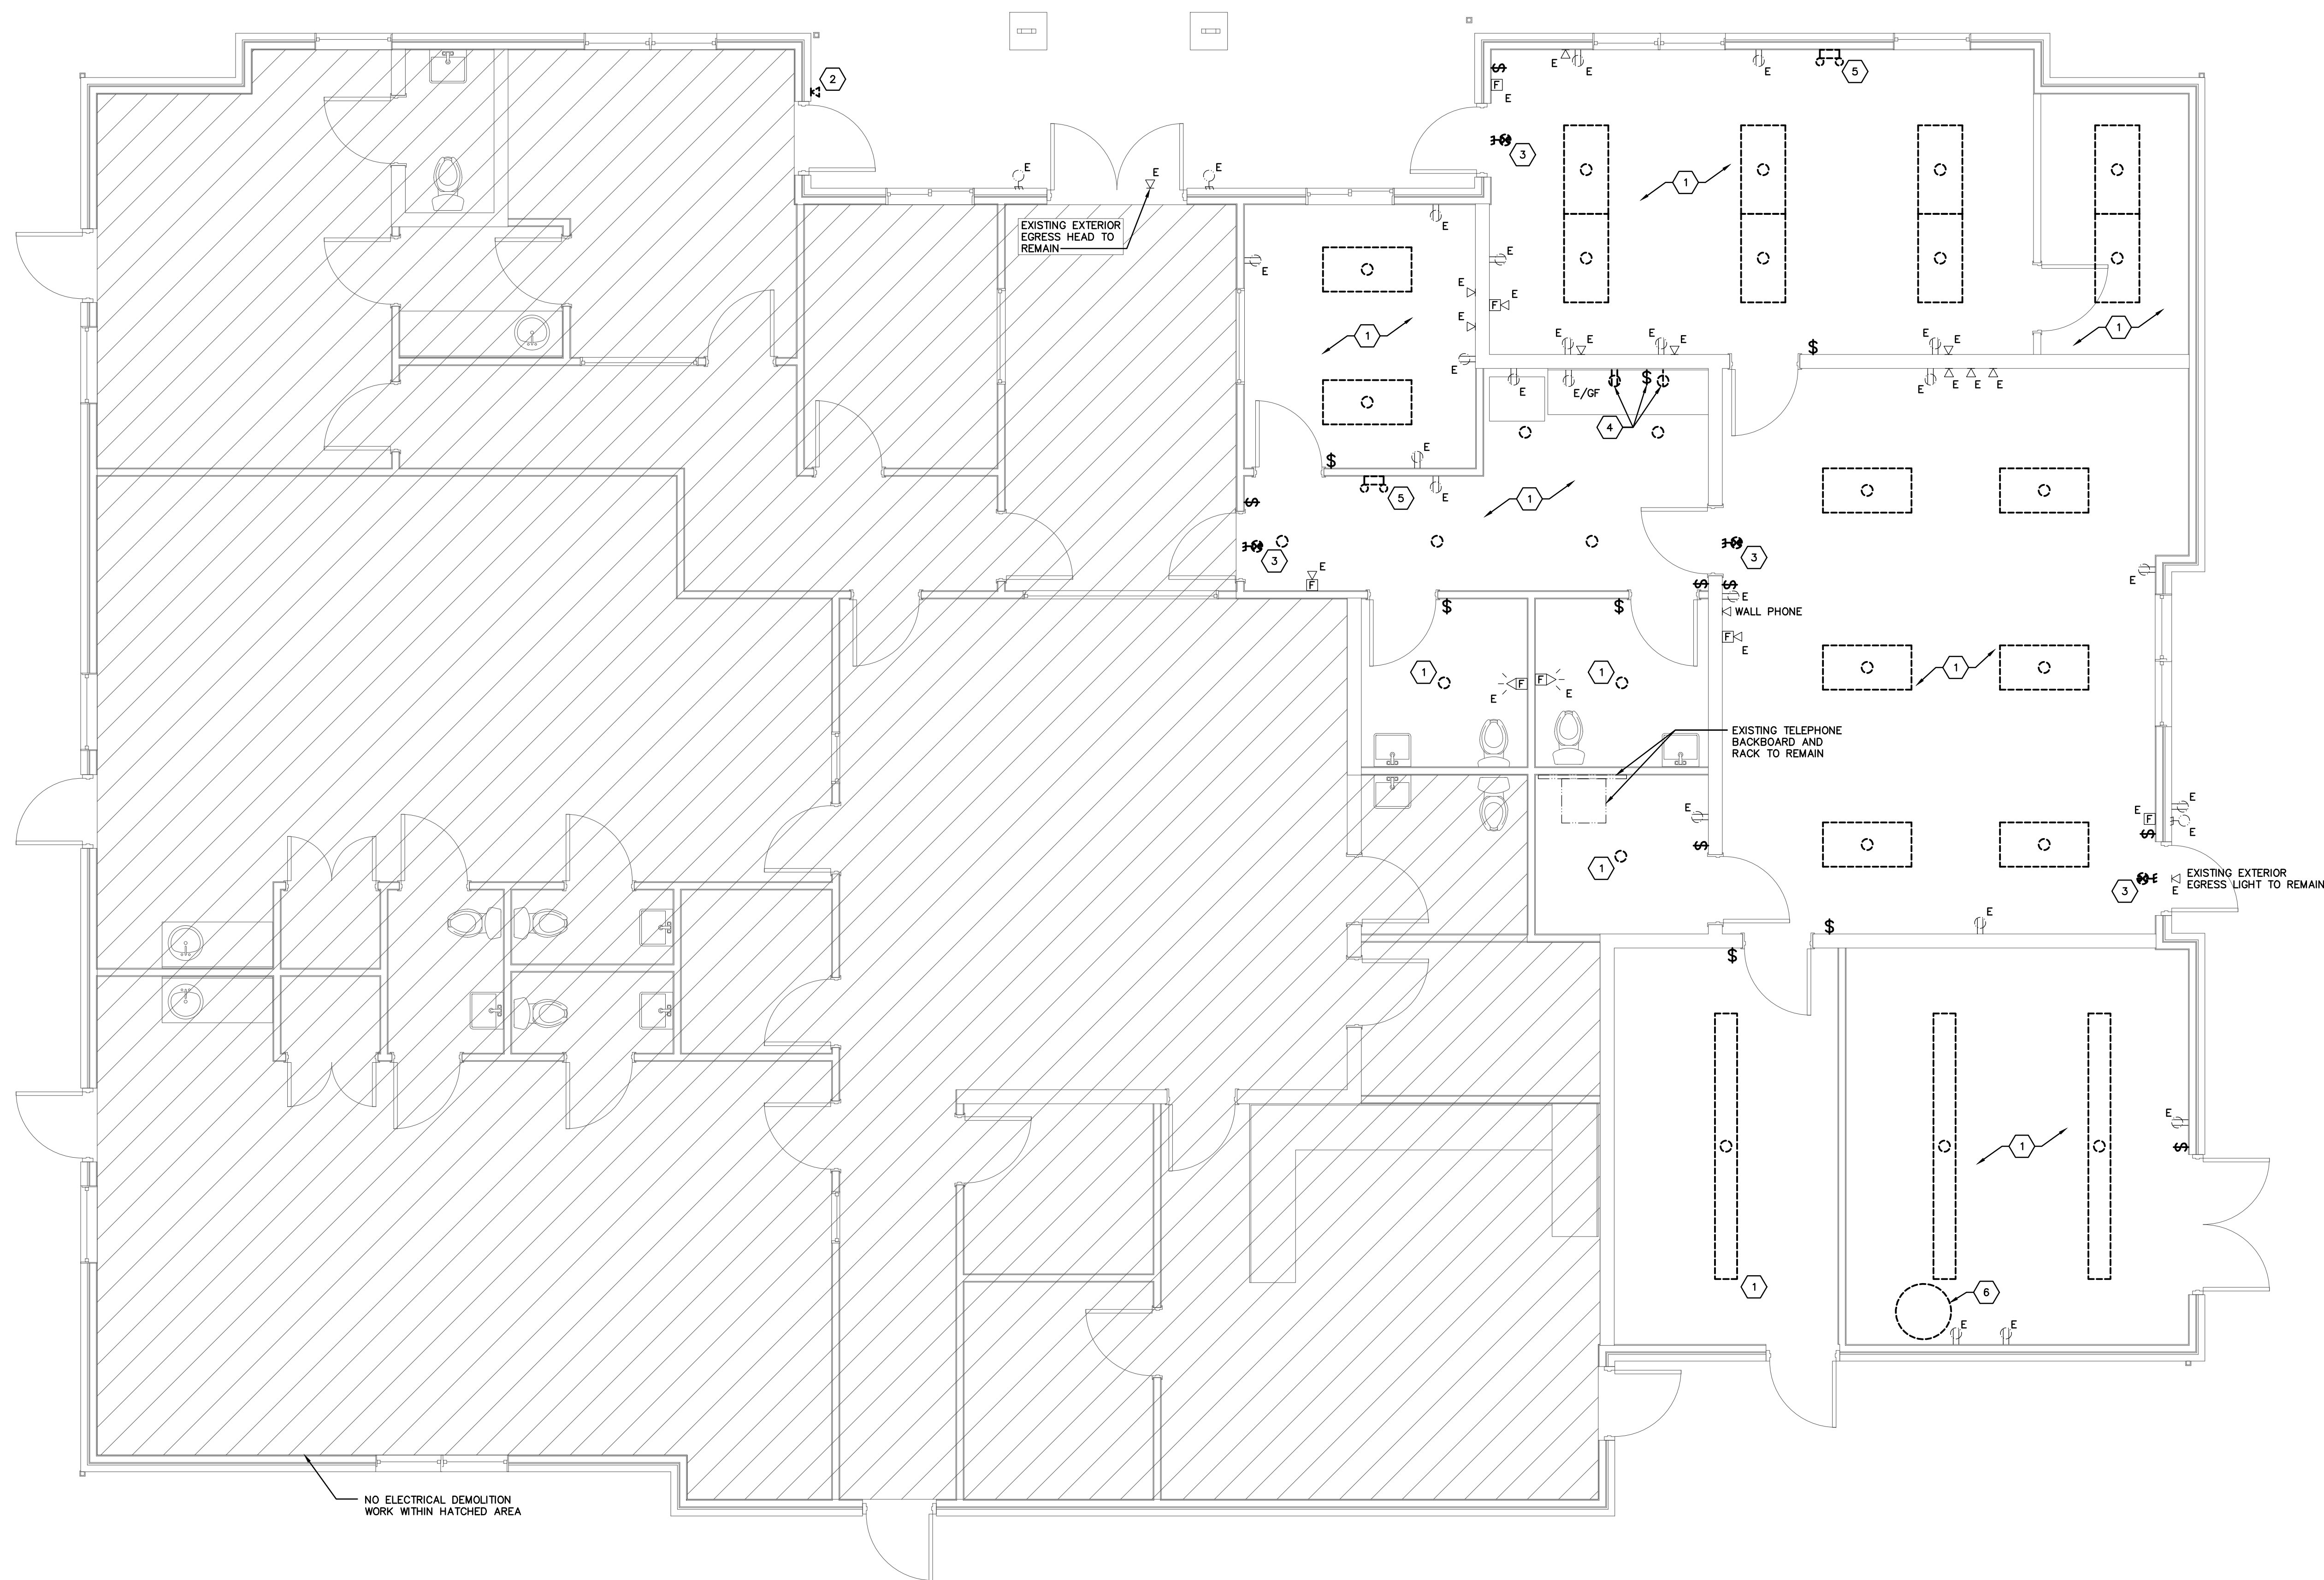 2
E
E
E
5
$
F
E
3
1
E
E
EXISTING EXTERIOR
EGRESS HEAD TO
REMAIN
E
E
E
E
E
F
E
E
1
1
1
E
E
E
E
E
E
$
E
E
E
E
E
E
E/GF
$
4
E
$
5
E
1
$
3
3
E
F
$
$
E
$
$
WALL PHONE
F
E
E
1
1
1
E
F
F
E
EXISTING TELEPHONE
BACKBOARD AND
RACK TO REMAIN
E
$
1
E
E
F
E
$
3
E
EXISTING EXTERIOR
EGRESS LIGHT TO REMAIN
E
$
$
E
$
1
1
6
E
E
NO ELECTRICAL DEMOLITION
WORK WITHIN HATCHED AREA